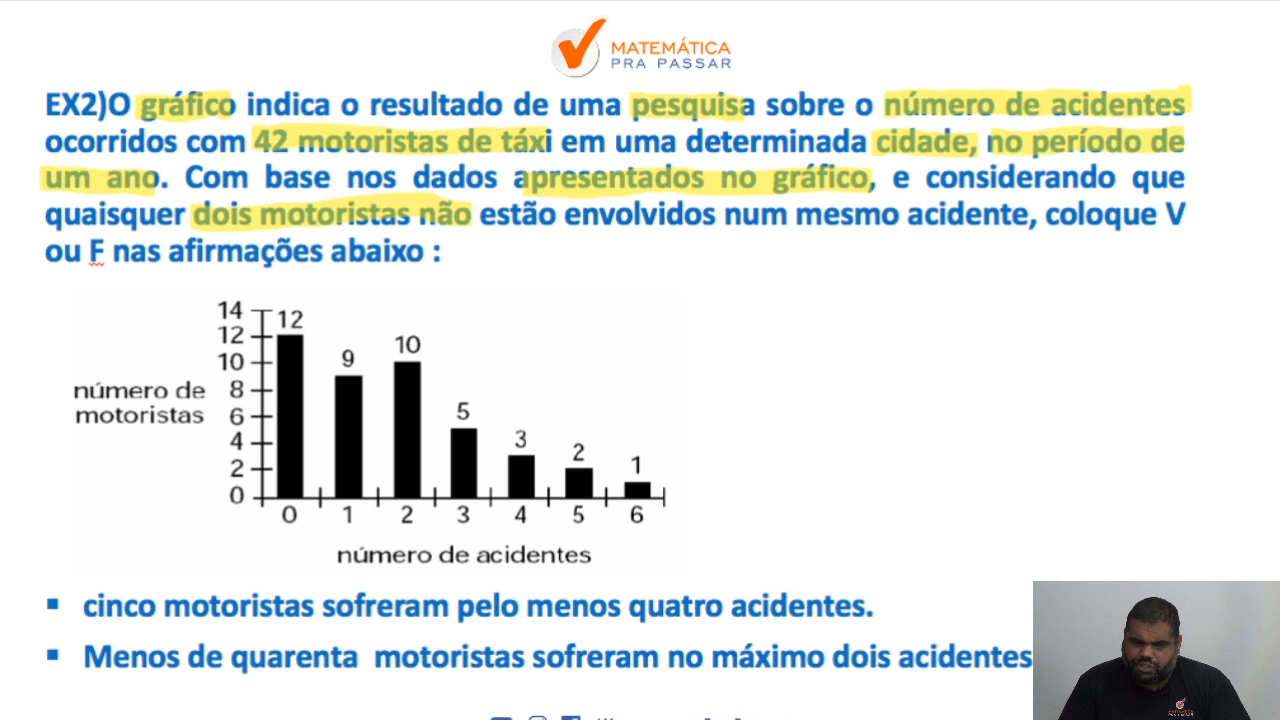 MATEMÁTICA
PRA PASSAR
EX2)O gráfico indica o resultado de uma pesquisa sobre o número de acidentes
ocorridos com 42 motoristas de táxi em uma determinada cidade, no período de
um ano. Com base nos dados apresentados no gráfico, e considerando que
quaisquer dois motoristas não estão envolvidos num mesmo acidente, coloque V
ou F nas afirmações abaixo :
14
12
10
8
6
4
2
0
número de
motoristas
12
9
10
5
3
2
1
0 1 2 3 4 5 6
número de acidentes
▪ cinco motoristas sofreram pelo menos quatro acidentes.
▪ Menos de quarenta motoristas sofreram no máximo dois acidentes
MATEMÁTICA
PRA PASSAR